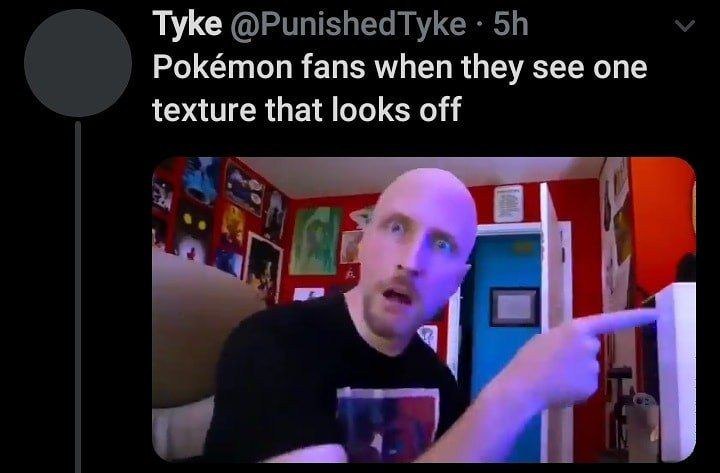 Tyke @PunishedTyke · 5h
Pokémon fans when they see one
texture that looks off